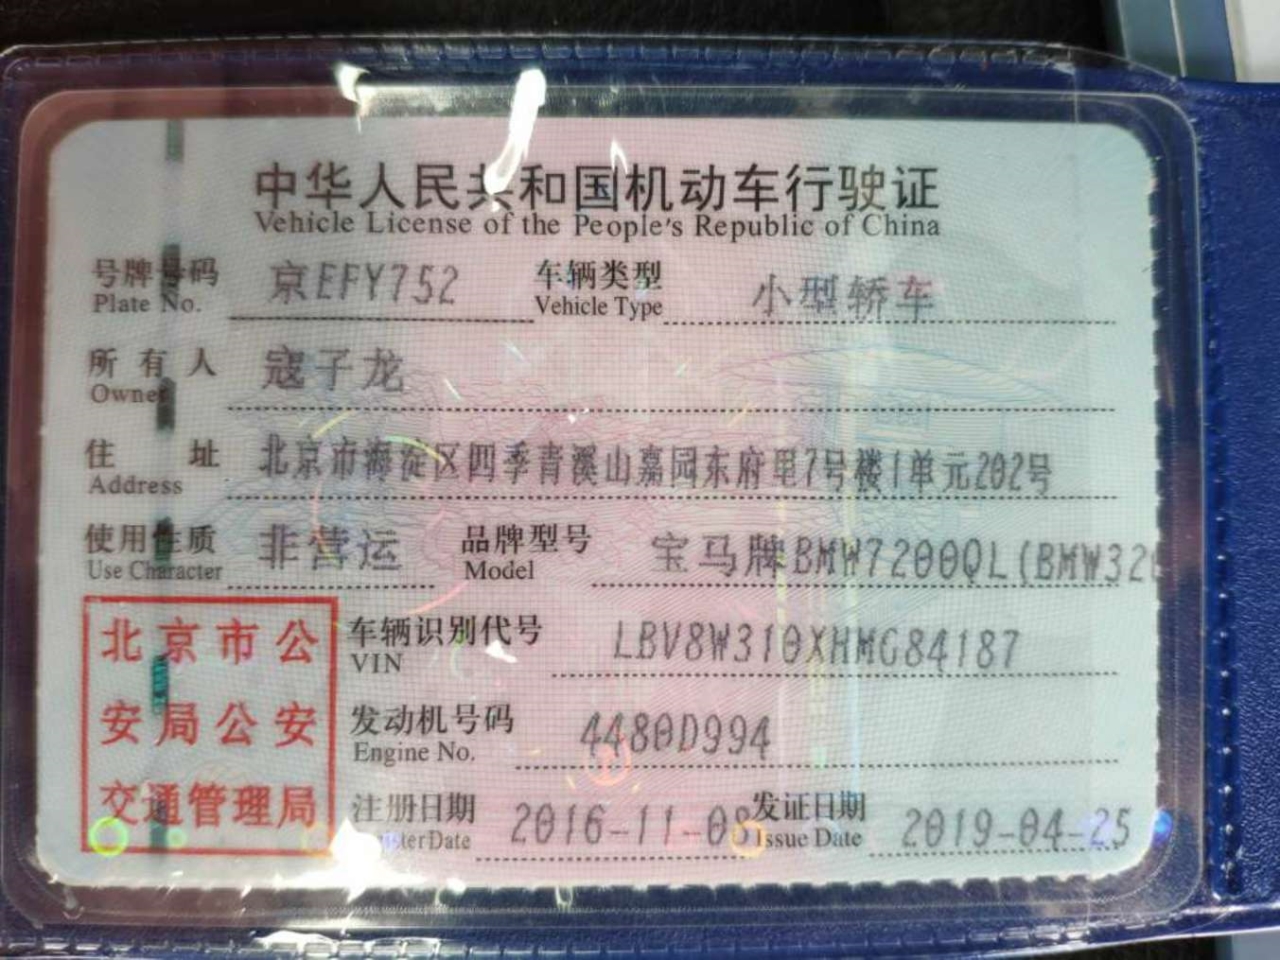 中华人民共和国机动车行驶证
Vehicle License of the People's Republic of China
号牌号码 京EFY752 车辆类型 小型轿车
Plate No. Vehicle Type
所有人 寇子龙
Owner
住址 北京市海淀区四季青溪山嘉园东府里7号楼1单元202号
Address
使用性质 非营运 品牌型号 宝马牌BMW7200QL(BMW320
Use Character Model
北京市公
安局公安
交通管理局
车辆识别代号 LBV8W310XHMG84187
VIN
发动机号码 4480D994
Engine No.
注册日期 2016-11-08 发证日期 2019-04-25
isterDate Issue Date